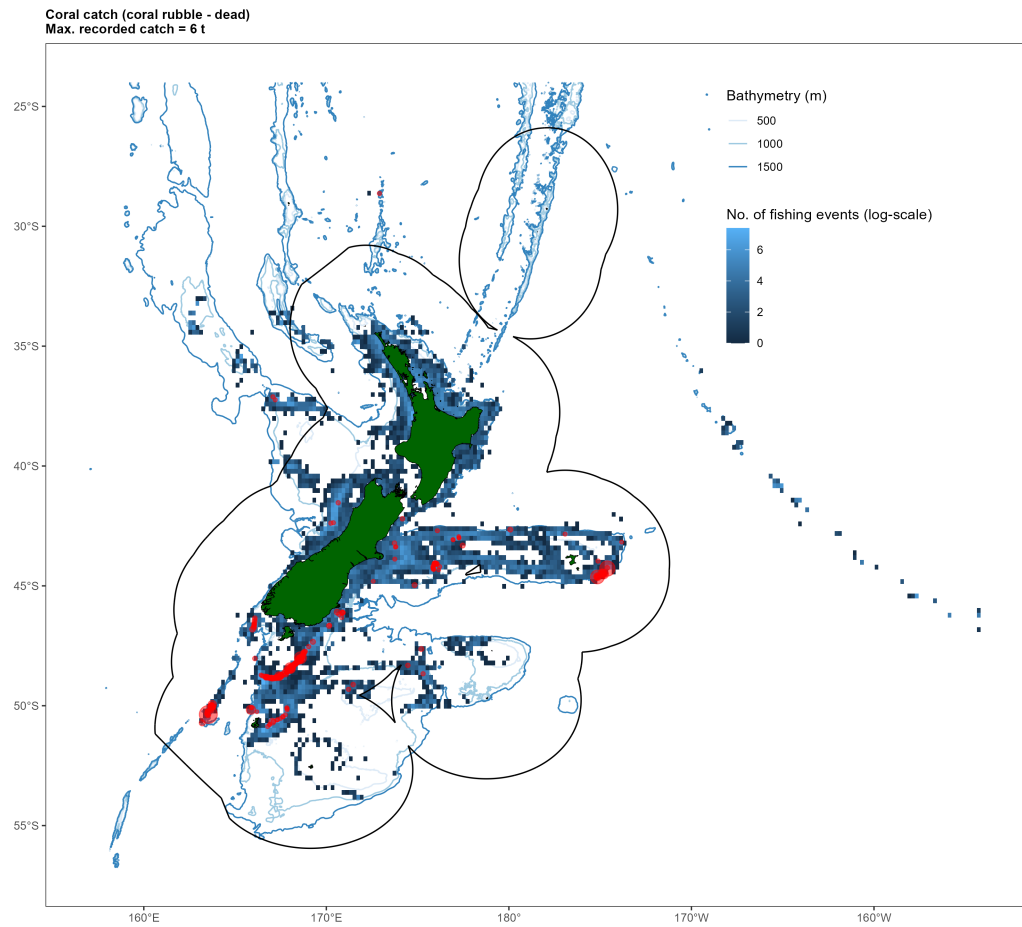 Coral catch (coral rubble - dead)
Max. recorded catch = 6 t
Bathymetry (m)
500
1000
1500
No. of fishing events (log-scale)
6
4
2
0
25°S
30°S
35°S
40°S
45°S
50°S
55°S
160°E
170°E
180°
170°W
160°W